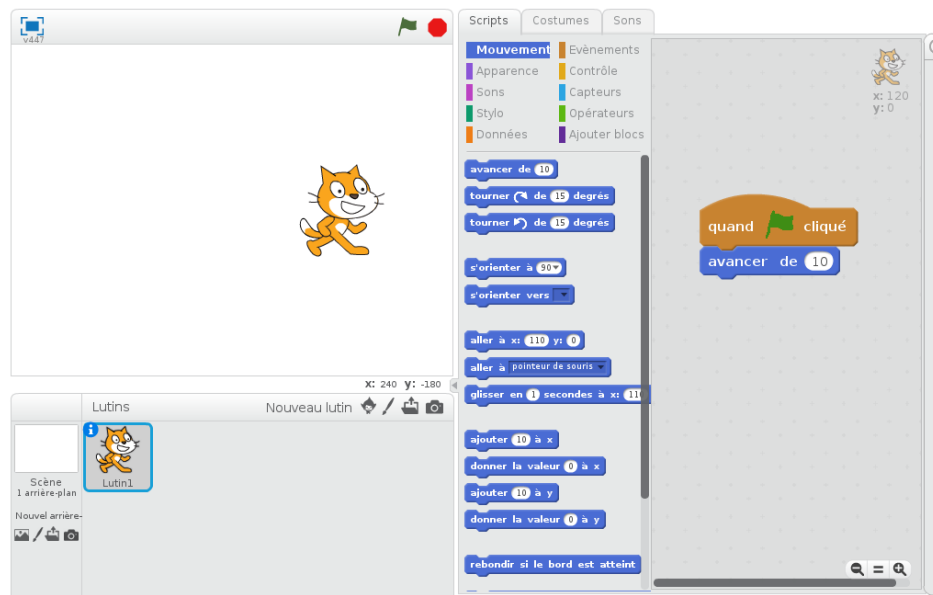 v447
Scripts Costumes Sons
Mouvement Evènements
Apparence Contrôle
Sons Capteurs
Stylo Opérateurs
Données Ajouter blocs
avancer de 10
tourner de 15 degrés
tourner de 15 degrés
s'orienter à 90
s'orienter vers
aller à x: 110 y: 0
aller à pointeur de souris
glisser en 1 secondes à x: 110
ajouter 10 à x
donner la valeur 0 à x
ajouter 10 à y
donner la valeur 0 à y
rebondir si le bord est atteint
x: 120
y: 0
quand cliqué
avancer de 10
X: 240 Y: -180
Lutins Nouveau lutin
Scène
1 arrière-plan
Nouvel arrière-
Lutin1